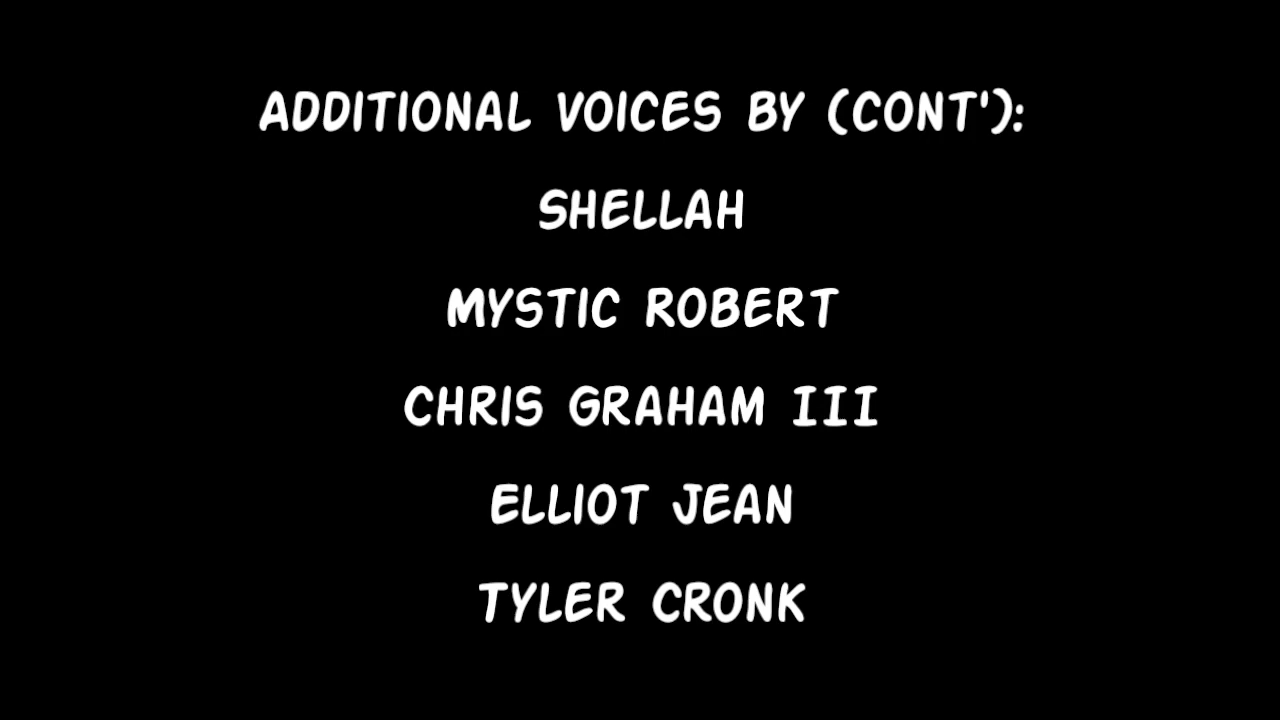 ADDITIONAL VOICES BY (CONT'):
SHELLAH
MYSTIC ROBERT
CHRIS GRAHAM III
ELLIOT JEAN
TYLER CRONK